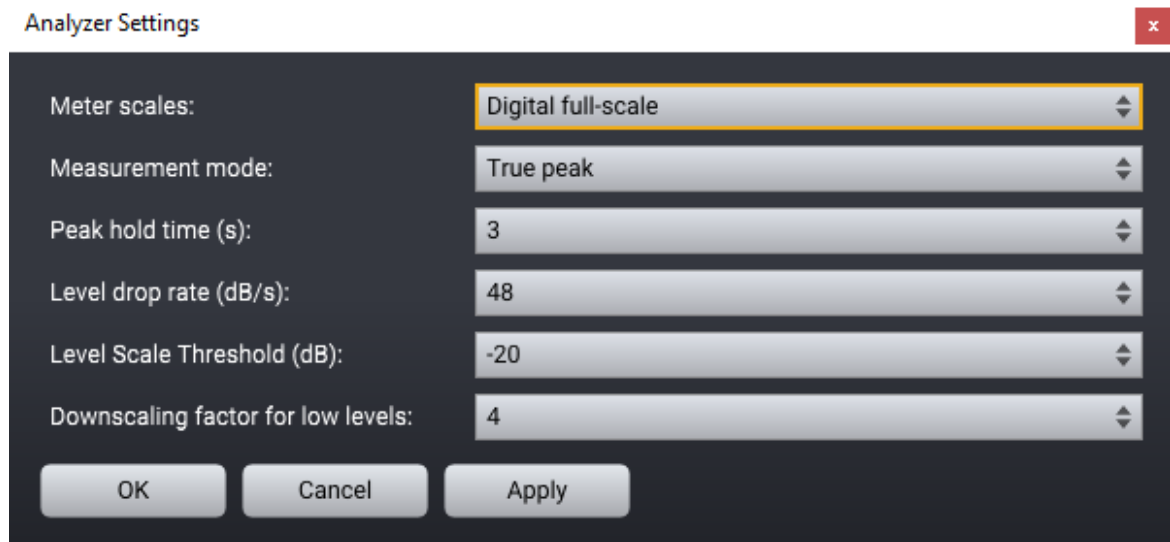 Analyzer Settings
x
Meter scales: Digital full-scale
Measurement mode: True peak
Peak hold time (s): 3
Level drop rate (dB/s): 48
Level Scale Threshold (dB): -20
Downscaling factor for low levels: 4
OK Cancel Apply